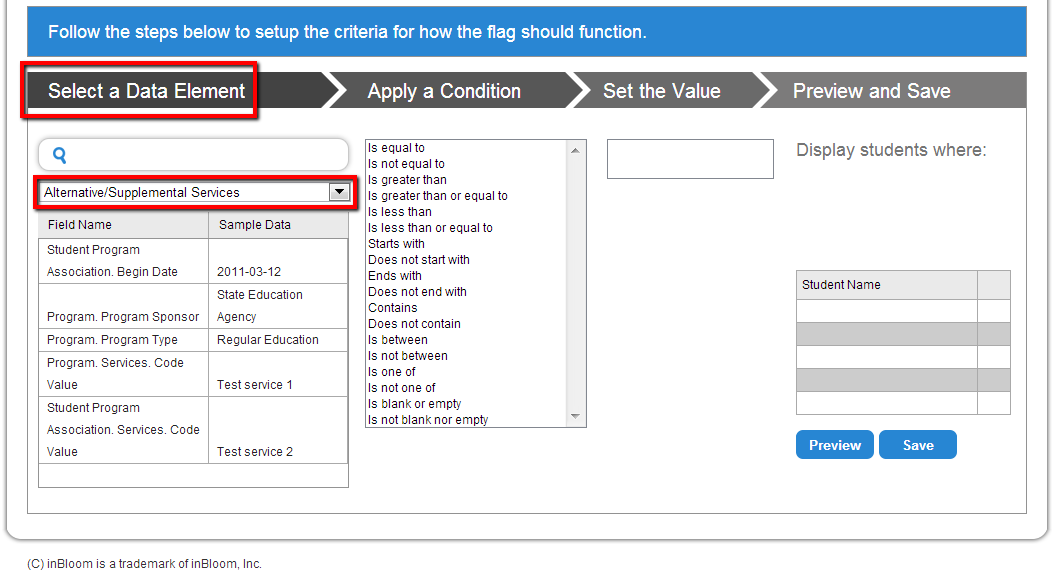 Follow the steps below to setup the criteria for how the flag should function.
Select a Data Element
Apply a Condition
Set the Value
Preview and Save
Alternative/Supplemental Services
Field Name
Sample Data
Student Program
Association. Begin Date
2011-03-12
Program. Program Sponsor
State Education
Agency
Program. Program Type
Regular Education
Program. Services. Code
Value
Test service 1
Student Program
Association. Services. Code
Value
Test service 2
Is equal to
Is not equal to
Is greater than
Is greater than or equal to
Is less than
Is less than or equal to
Starts with
Does not start with
Ends with
Does not end with
Contains
Does not contain
Is between
Is not between
Is one of
Is not one of
Is blank or empty
Is not blank nor empty
Display students where:
Student Name
Preview
Save
(C) inBloom is a trademark of inBloom, Inc.